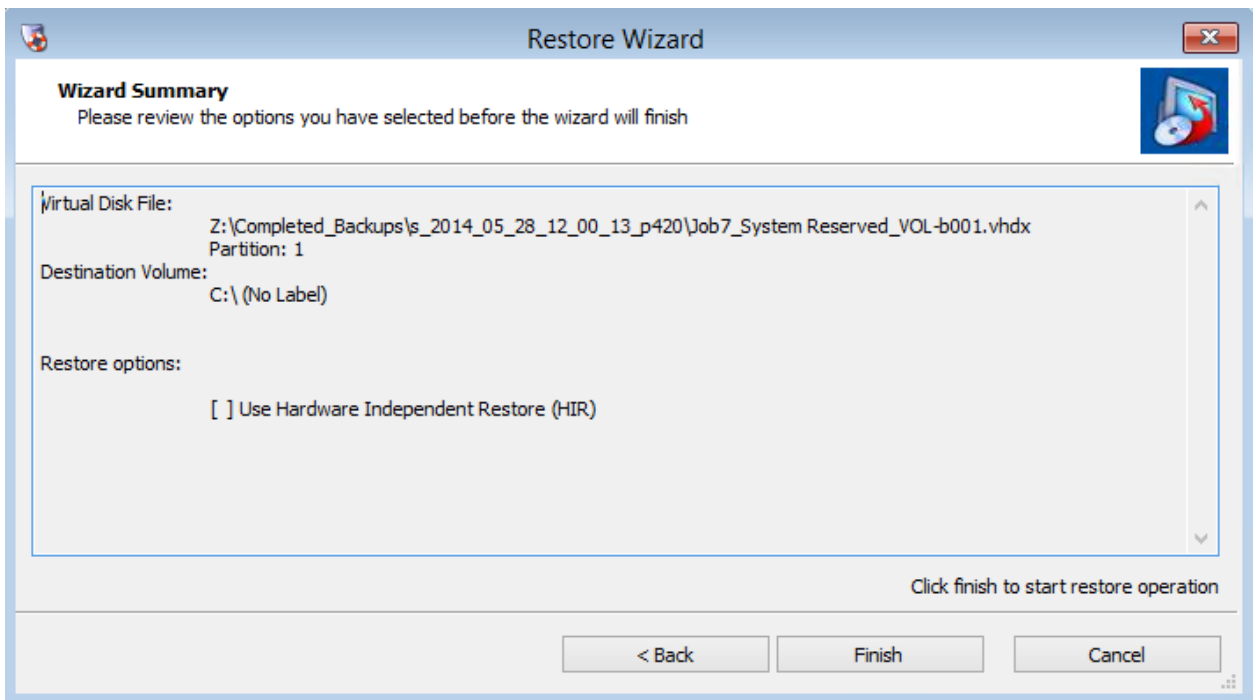 Restore Wizard
Wizard Summary
Please review the options you have selected before the wizard will finish
Virtual Disk File:
Z:\Completed_Backups\s_2014_05_28_12_00_13_p420\Job7_System Reserved_VOL-b001.vhdx
Partition: 1
Destination Volume:
C:\ (No Label)
Restore options:
[ ] Use Hardware Independent Restore (HIR)
Click finish to start restore operation
< Back
Finish
Cancel